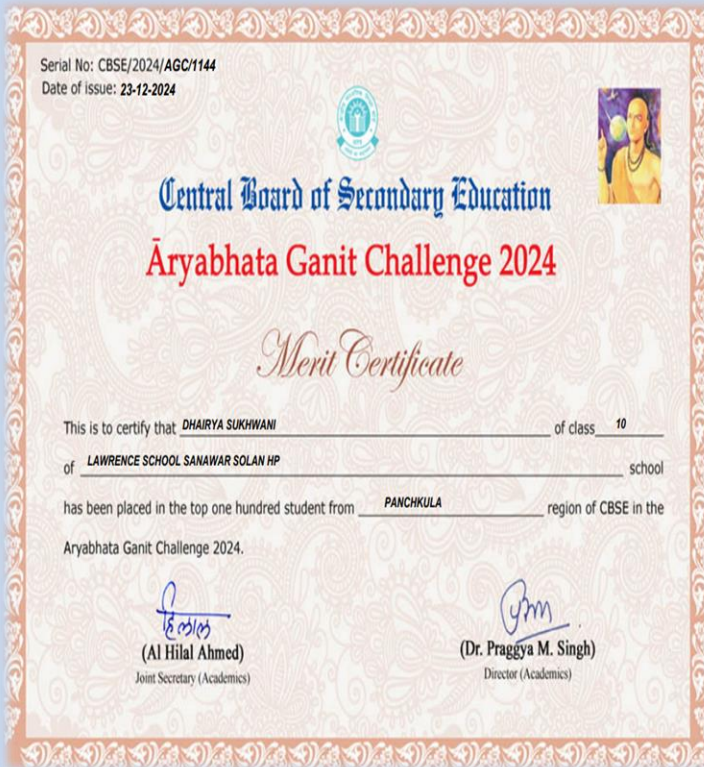 Serial No: CBSE/2024/AGC/1144
Date of issue: 23-12-2024
Central Board of Secondary Education
Āryabhata Ganit Challenge 2024
Merit Certificate
This is to certify that DHAIRYA SUKHWANI of class 10
of LAWRENCE SCHOOL SANAWAR SOLAN HP school
has been placed in the top one hundred student from PANCHKULA region of CBSE in the
Aryabhata Ganit Challenge 2024.
हिलाल
(Al Hilal Ahmed)
(Dr. Praggya M. Singh)
Joint Secretary (Academics)
Director (Academics)